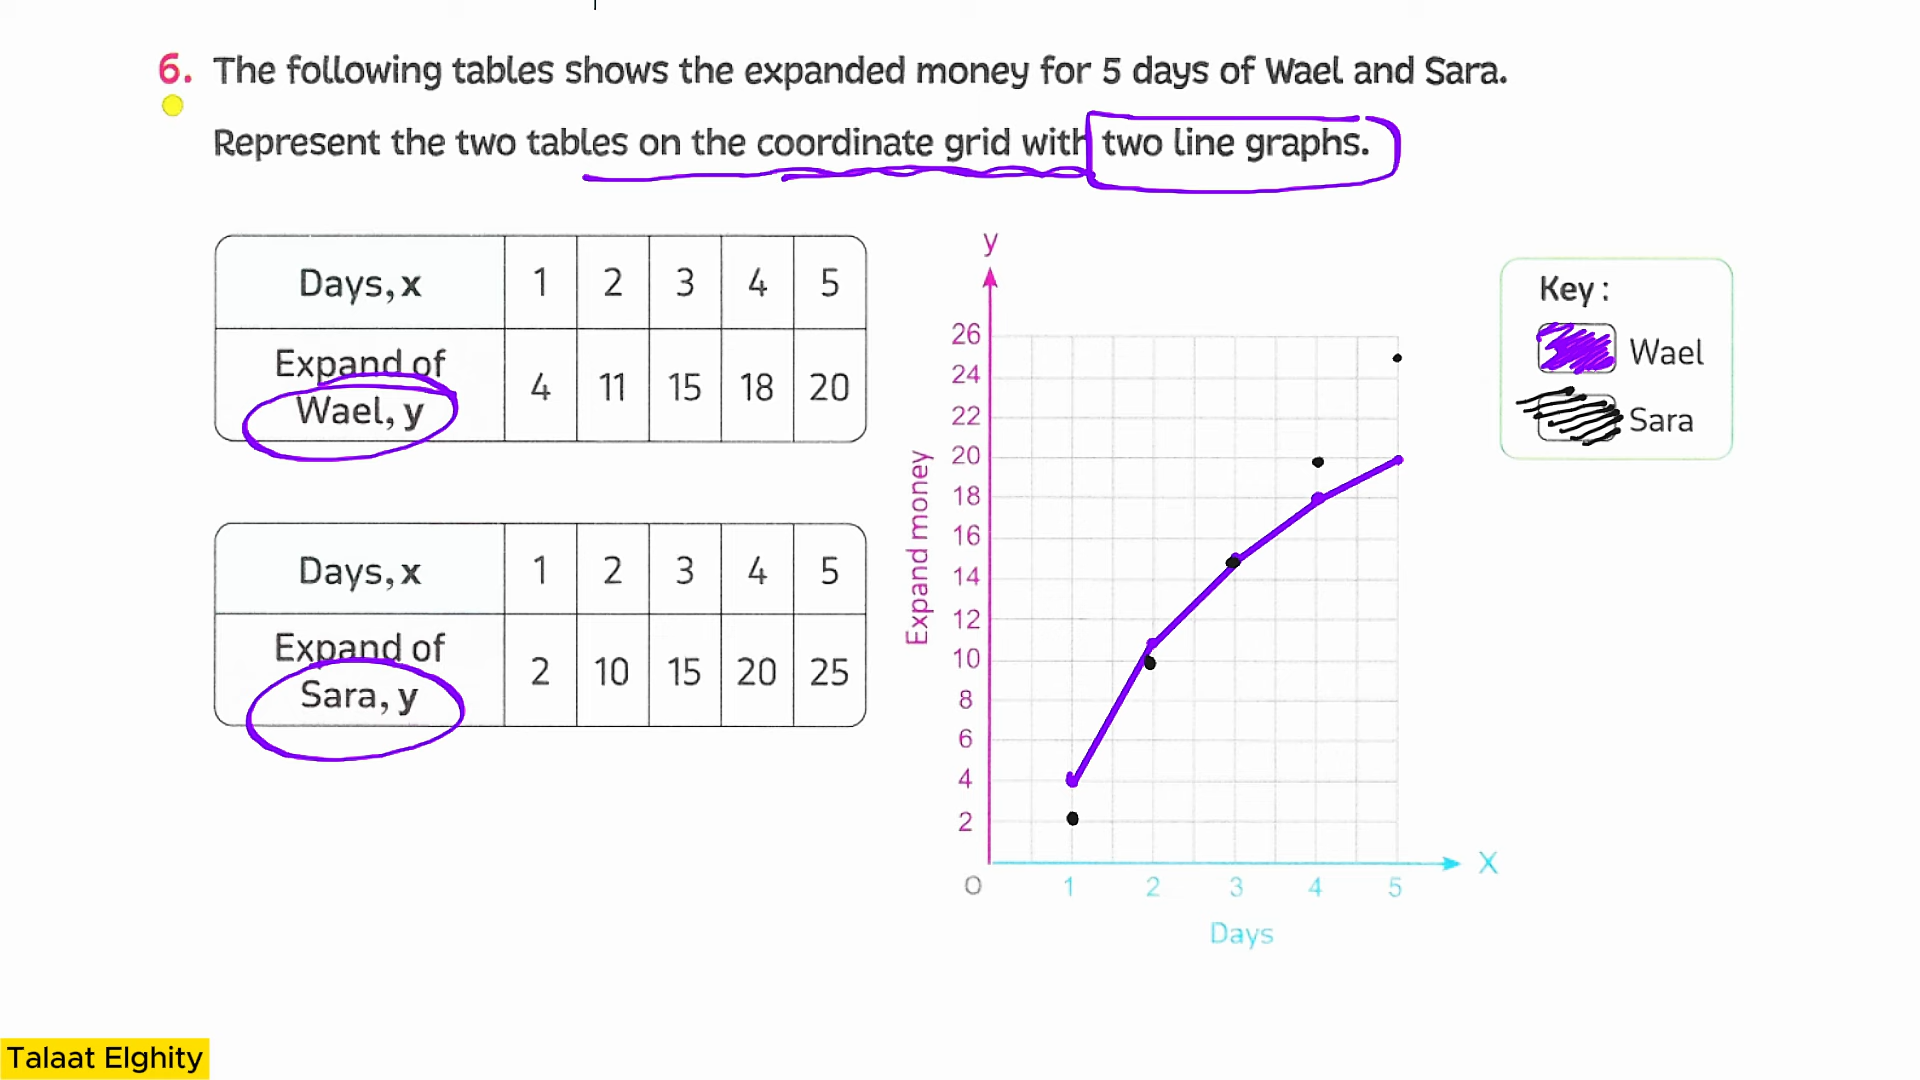 6. The following tables shows the expanded money for 5 days of Wael and Sara.
Represent the two tables on the coordinate grid with two line graphs.
Days, x 1 2 3 4 5
Expand of
Wael, y
4 11 15 18 20
Days, x 1 2 3 4 5
Expand of
Sara, y
2 10 15 20 25
y
26
24
22
20
18
16
14
12
10
8
6
4
2
Expand money
O 1 2 3 4 5
X
Days
Key :
Wael
Sara
Talaat Elghity